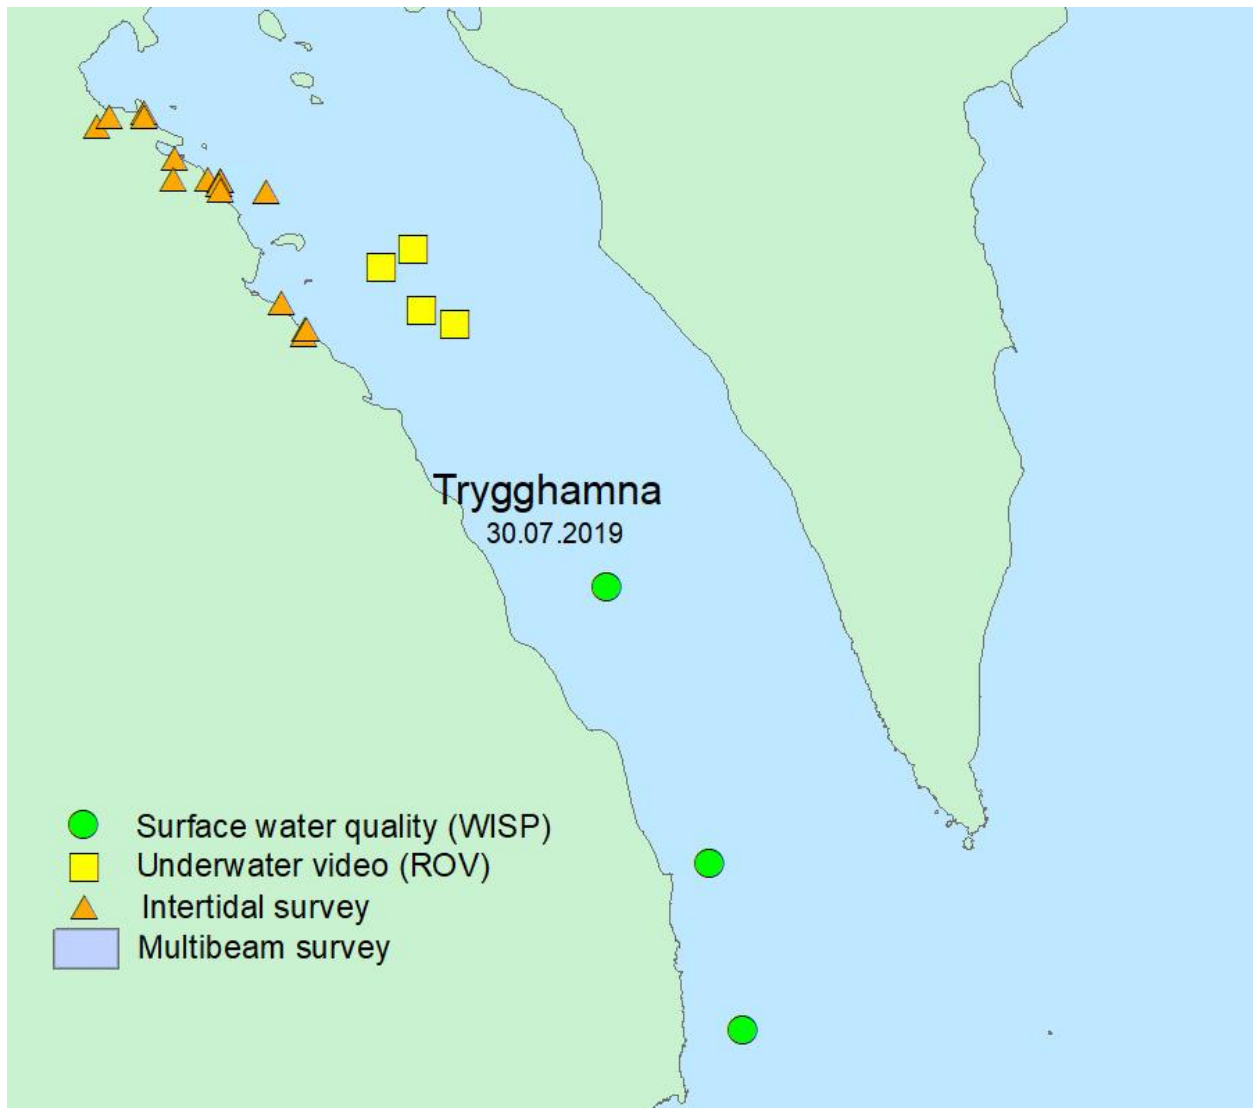 Trygghamna
30.07.2019
Surface water quality (WISP)
Underwater video (ROV)
Intertidal survey
Multibeam survey